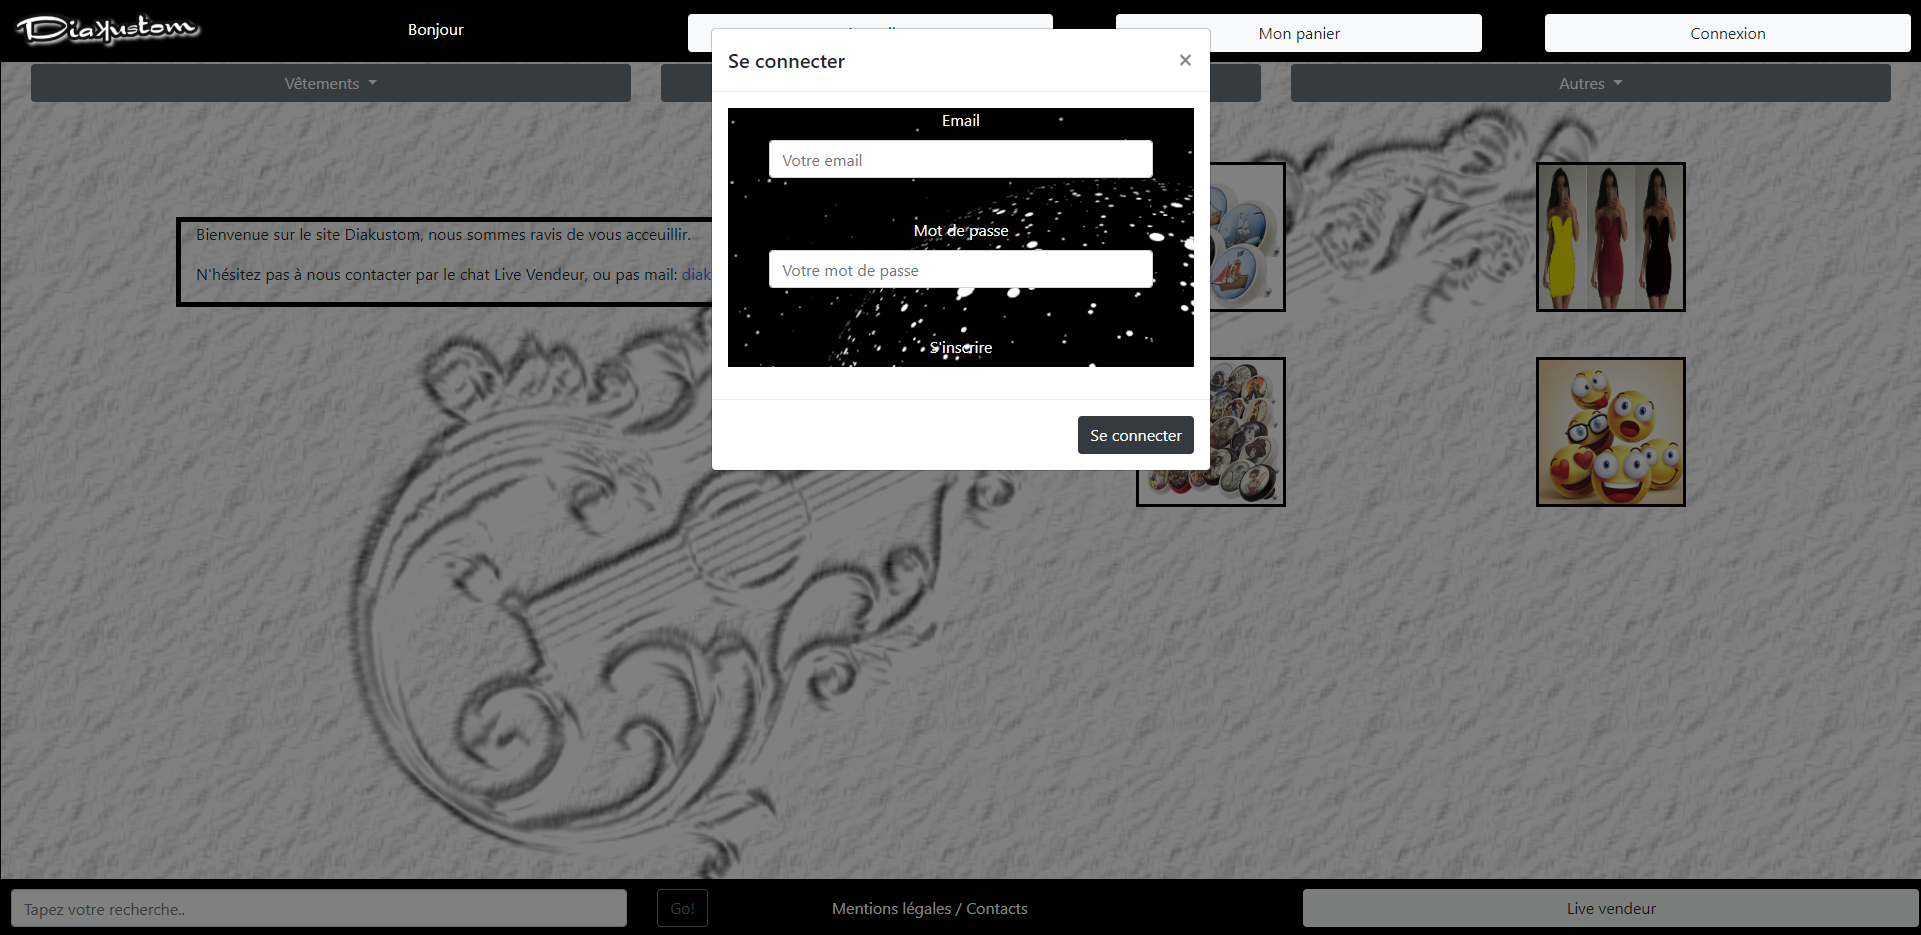 Diakustom
Bonjour
Mon panier
Connexion
Se connecter
×
Vêtements
Autres
Email
Votre email
Mot de passe
Votre mot de passe
S'inscrire
Se connecter
Bienvenue sur le site Diakustom, nous sommes ravis de vous acceuillir.
N'hésitez pas à nous contacter par le chat Live Vendeur, ou pas mail: diak
Tapez votre recherche..
Go!
Mentions légales / Contacts
Live vendeur